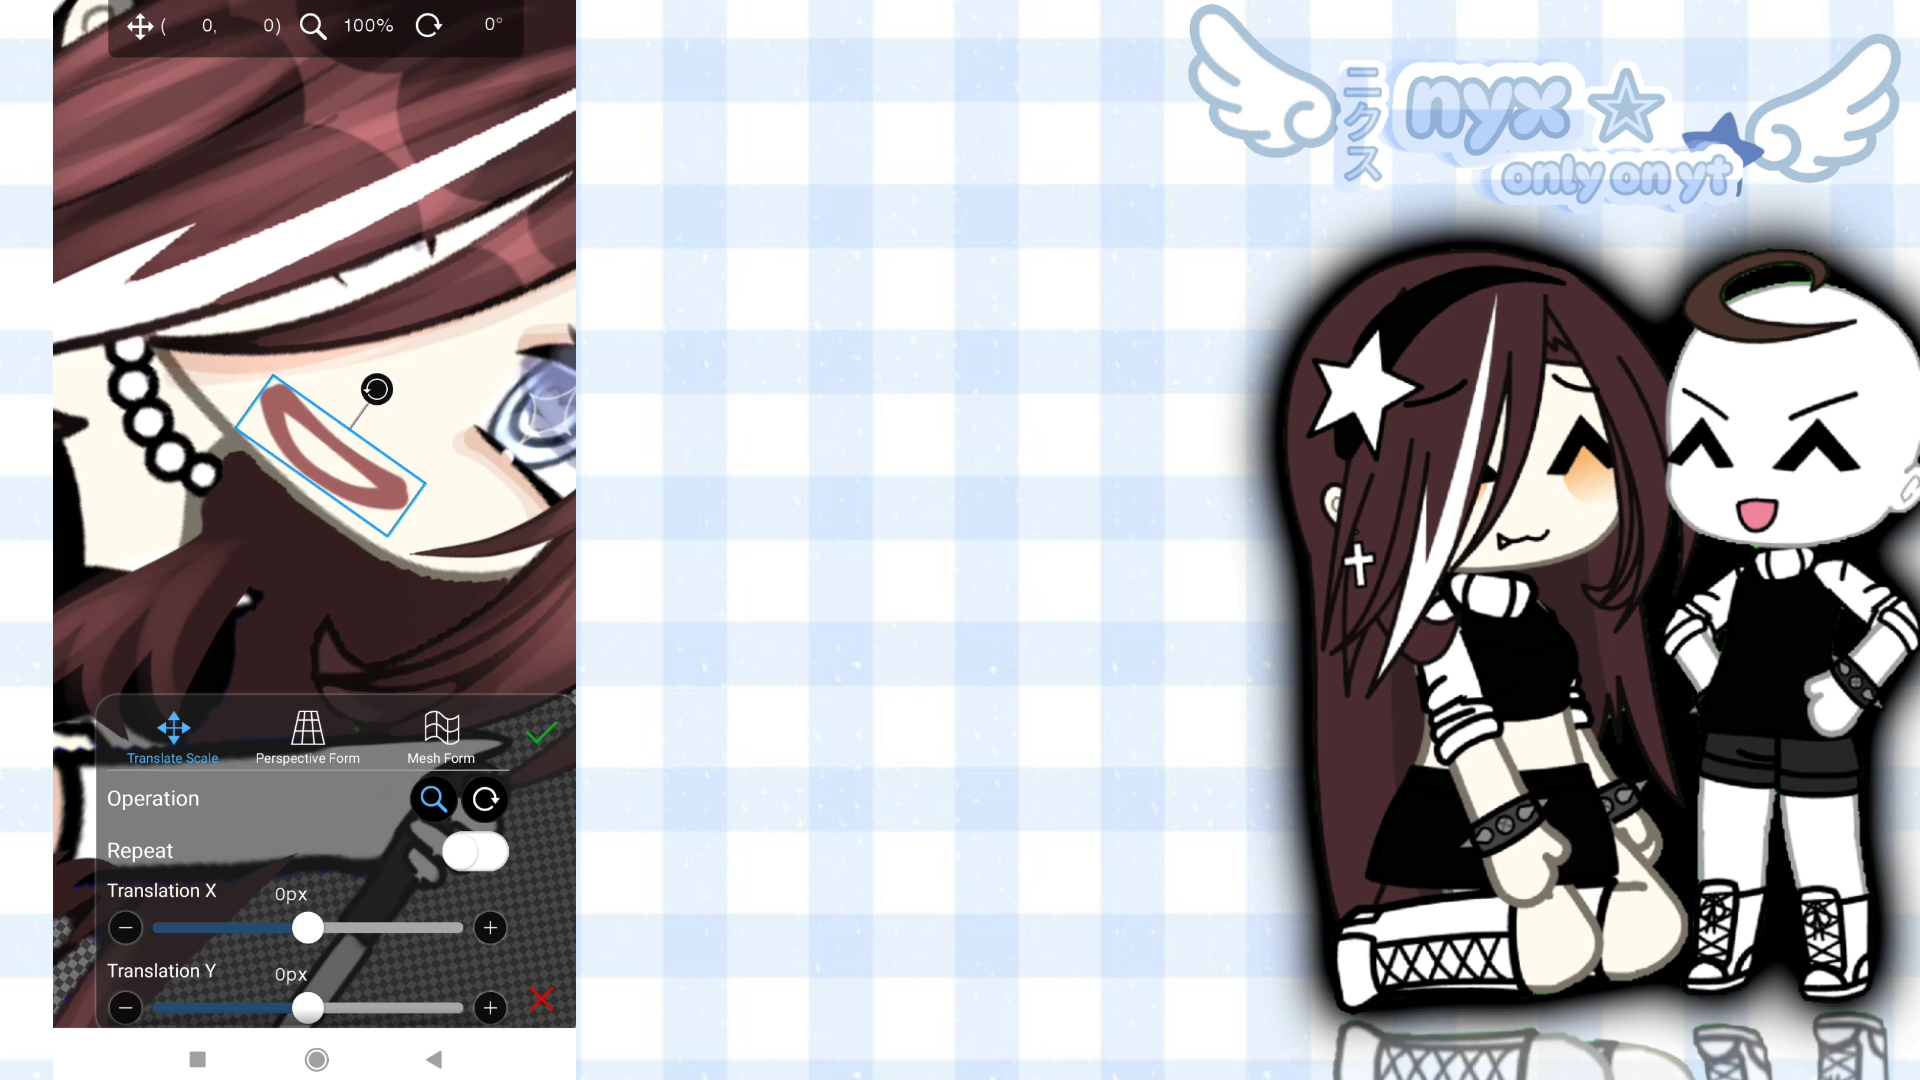 ( 0, 0) 100% 0°
Translate Scale
Perspective Form
Mesh Form
Operation
Repeat
Translation X 0px
Translation Y 0px
ニクス
nyx
only on yt